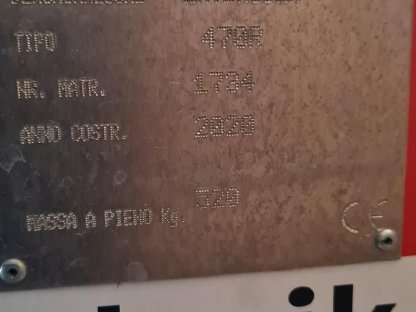 TIPO 470R
NR. MATR. 1734
ANNO COSTR. 2020
MASSA A PIENO Kg. 520
CE